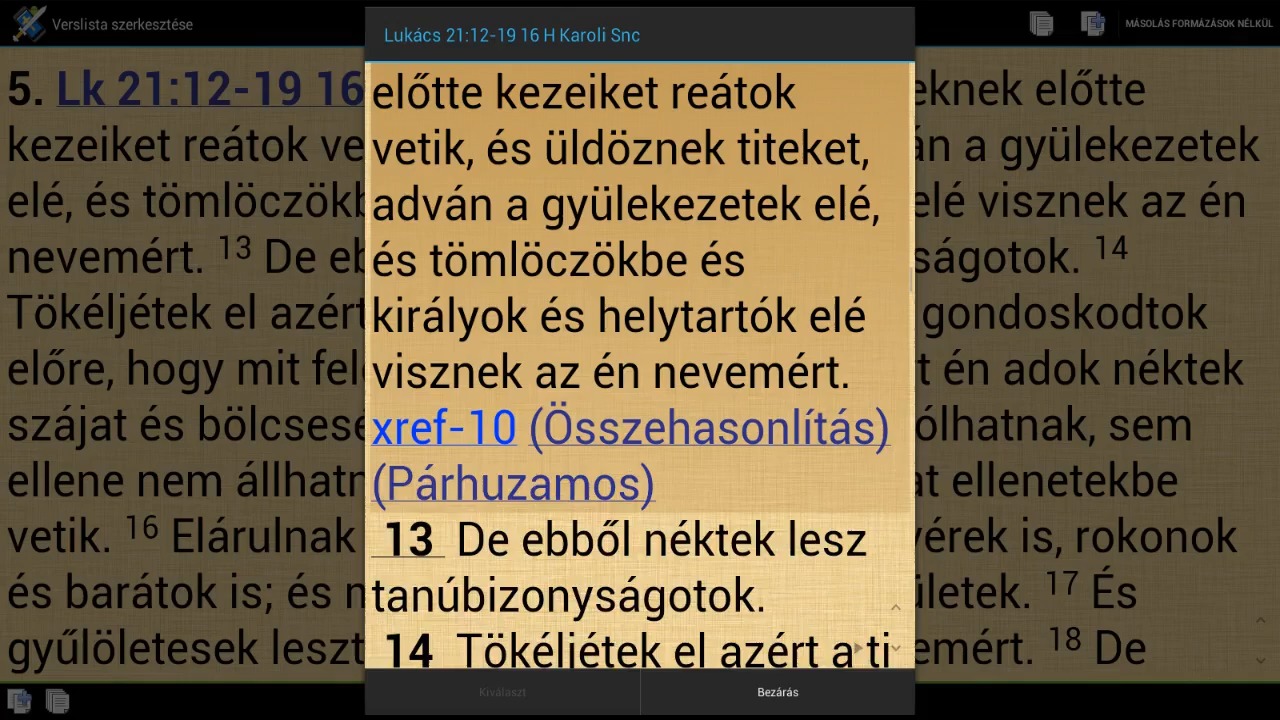 Verslista szerkesztése
MÁSOLÁS FORMÁZÁSOK NÉLKÜL
Lukács 21:12-19 16 H Karoli Snc
előtte kezeiket reátok
vetik, és üldöznek titeket,
adván a gyülekezetek elé,
és tömlöczökbe és
királyok és helytartók elé
visznek az én nevemért.
xref-10 (Összehasonlítás)
(Párhuzamos)
13 De ebből néktek lesz
tanúbizonyságotok.
14 Tökéljétek el azért a ti
Kiválaszt
Bezárás
5. Lk 21:12-19 16 eknek előtte
kezeiket reátok ve án a gyülekezetek
elé, és tömlöczökb elé visznek az én
nevemért. 13 De eb ságotok. 14
Tökéljétek el azért gondoskodtok
előre, hogy mit fel t én adok néktek
szájat és bölcsesé ólhatnak, sem
ellene nem állhatn at ellenetekbe
vetik. 16 Elárulnak vérek is, rokonok
és barátok is; és m letek. 17 És
gyűlöletesek leszt emért. 18 De